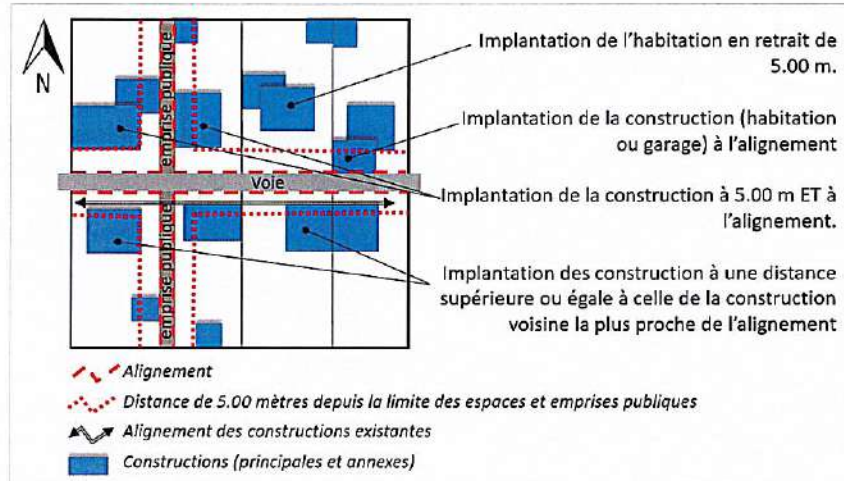 Implantation de l'habitation en retrait de
5.00 m.
Implantation de la construction (habitation
ou garage) à l'alignement
Implantation de la construction à 5.00 m ET à
l'alignement.
Implantation des construction à une distance
supérieure ou égale à celle de la construction
voisine la plus proche de l'alignement
N
emprise puplique
Voie
emprise puplique
Alignement
Distance de 5.00 mètres depuis la limite des espaces et emprises publiques
Alignement des constructions existantes
Constructions (principales et annexes)